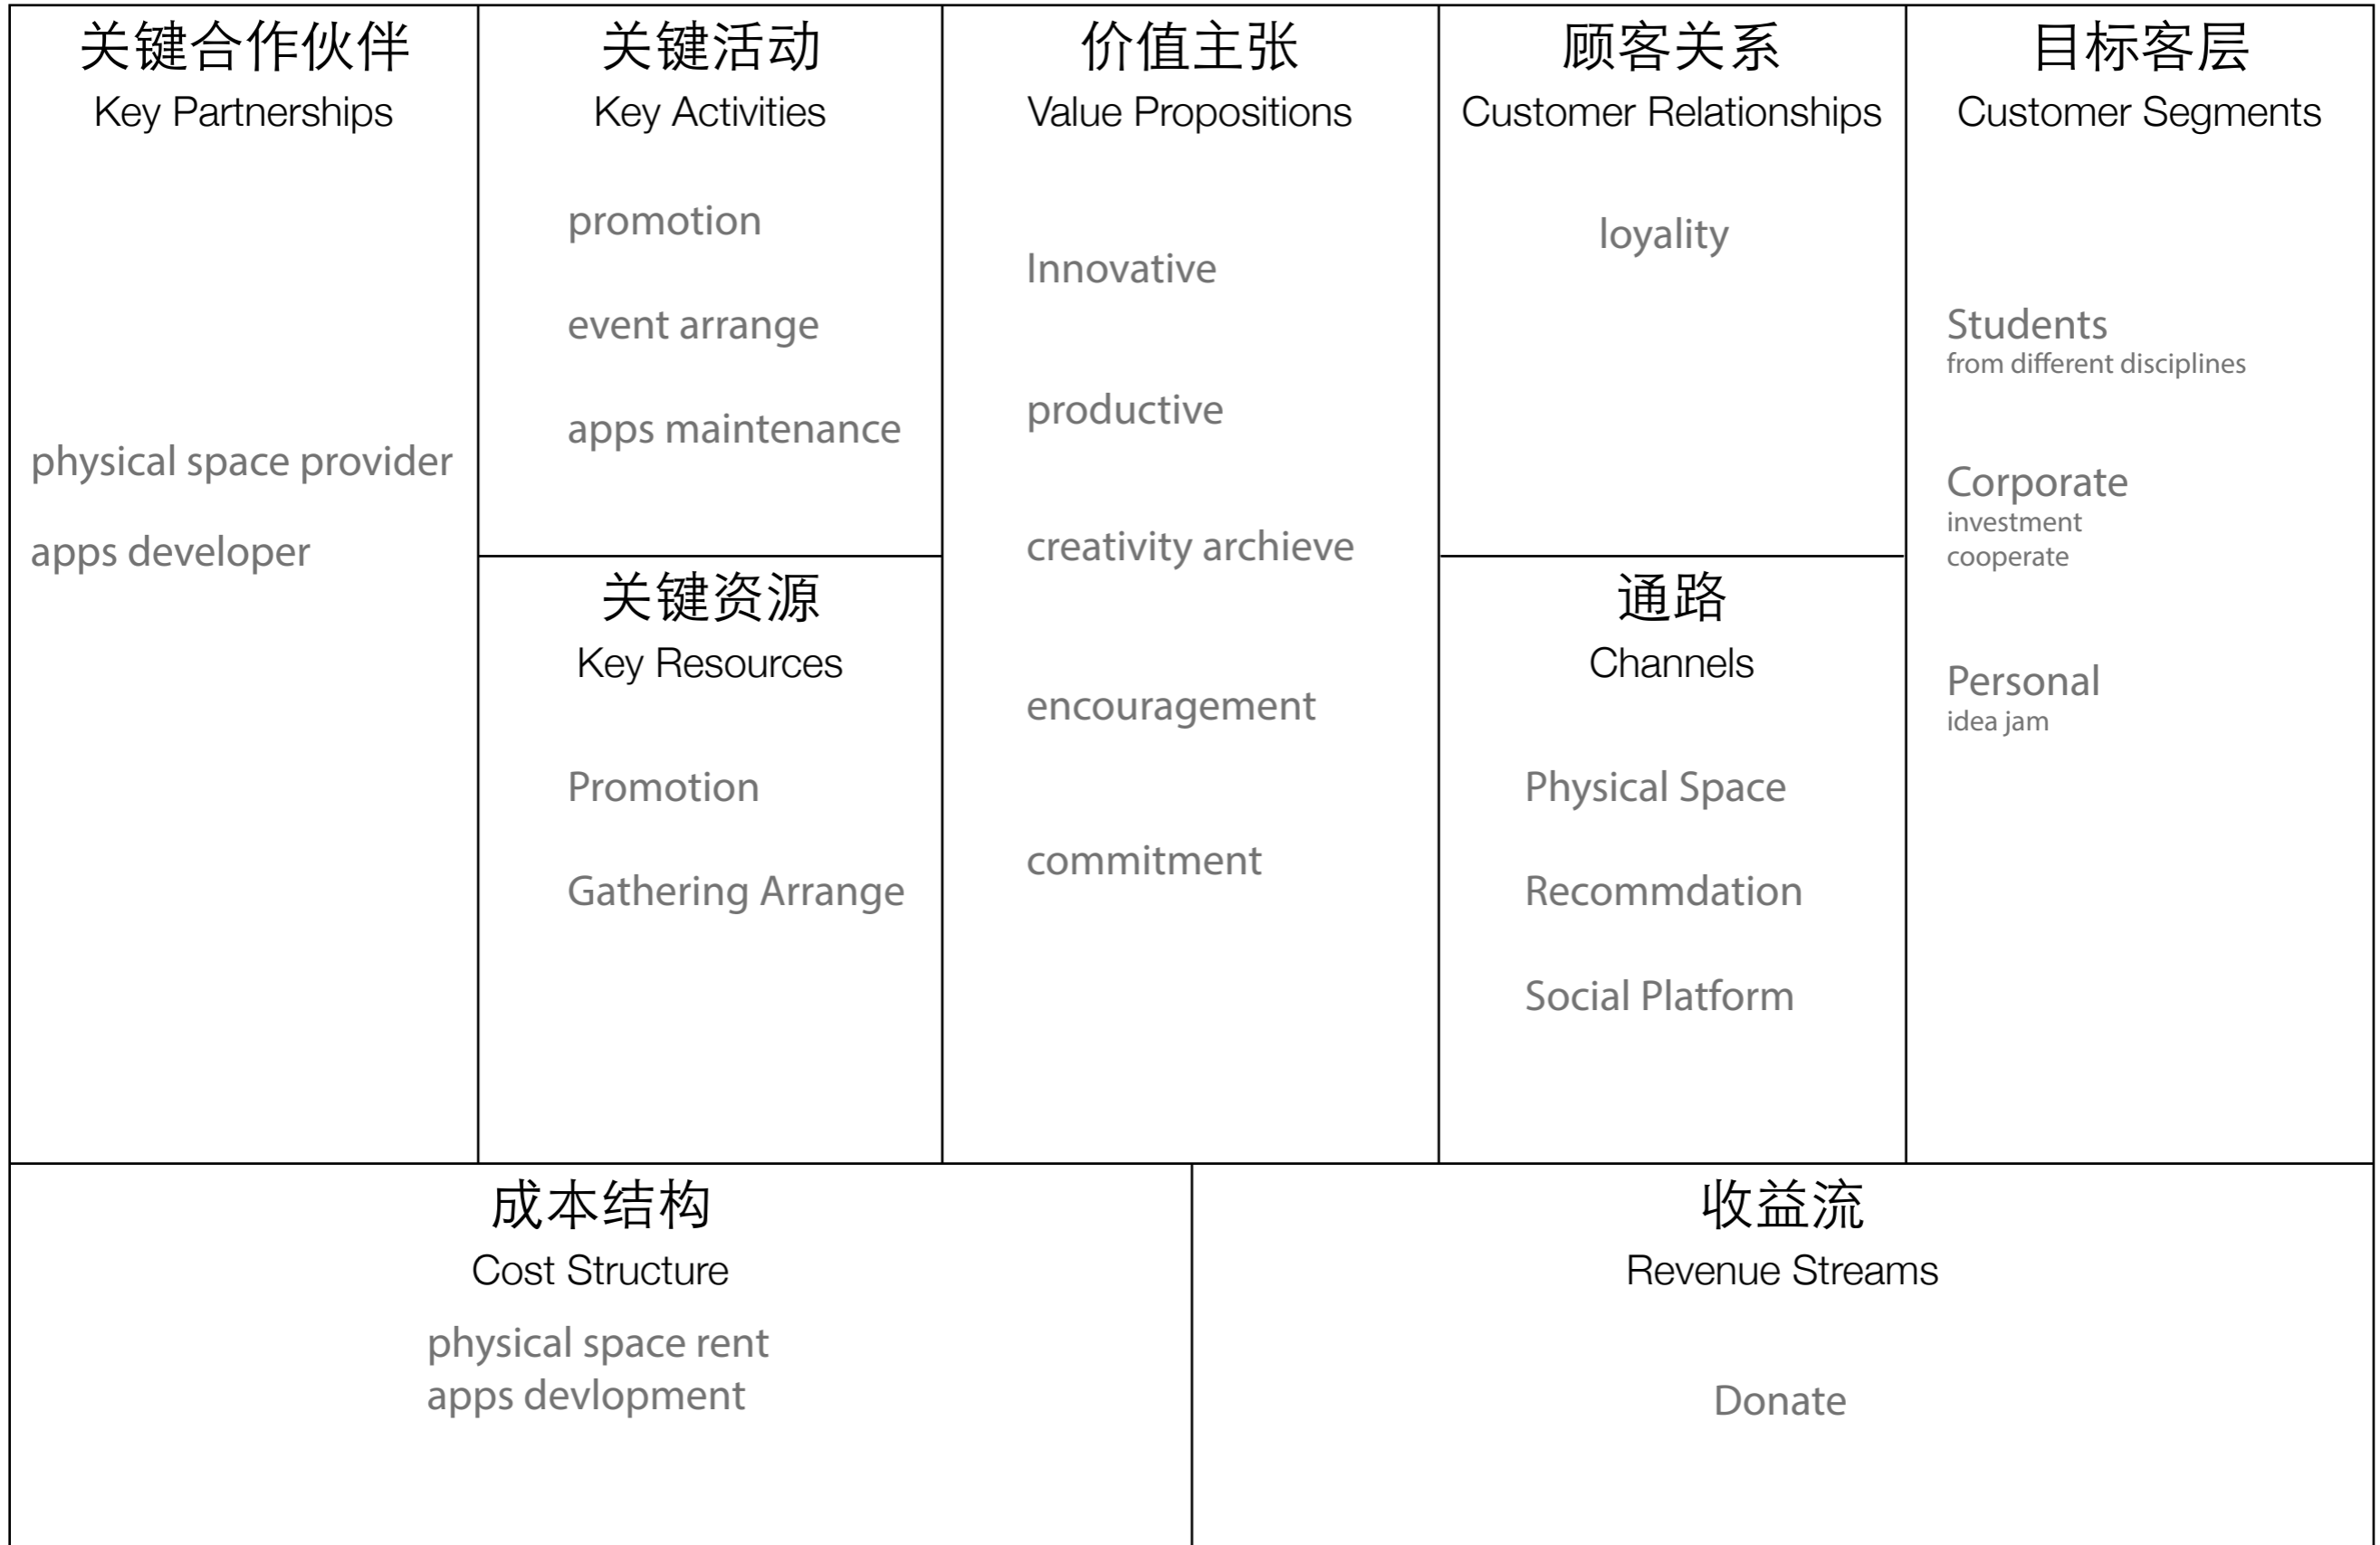 关键合作伙伴
Key Partnerships
physical space provider
apps developer
关键活动
Key Activities
promotion
event arrange
apps maintenance
关键资源
Key Resources
Promotion
Gathering Arrange
价值主张
Value Propositions
Innovative
productive
creativity archieve
encouragement
commitment
顾客关系
Customer Relationships
loyality
通路
Channels
Physical Space
Recommdation
Social Platform
目标客层
Customer Segments
Students
from different disciplines
Corporate
investment
cooperate
Personal
idea jam
成本结构
Cost Structure
physical space rent
apps devlopment
收益流
Revenue Streams
Donate